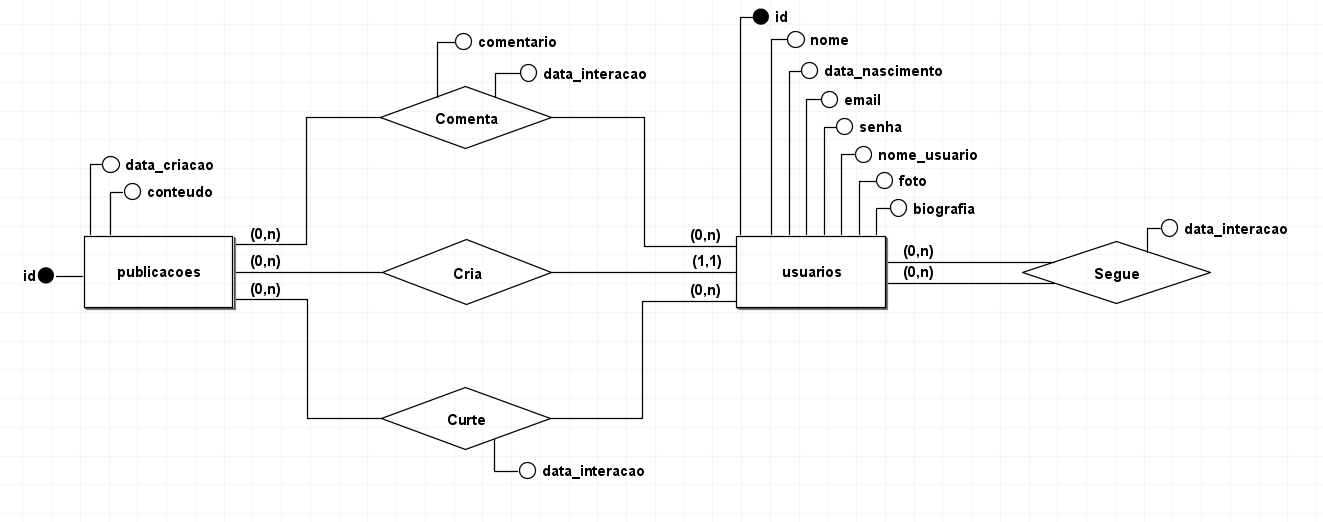 id
nome
comentario
data_interacao
data_nascimento
email
Comenta
senha
data_criacao
nome_usuario
conteudo
foto
biografia
data_interacao
(0,n)
(0,n)
(0,n)
(0,n)
(1,1)
id
publicacoes
Cria
usuarios
(0,n)
Segue
(0,n)
(0,n)
Curte
data_interacao